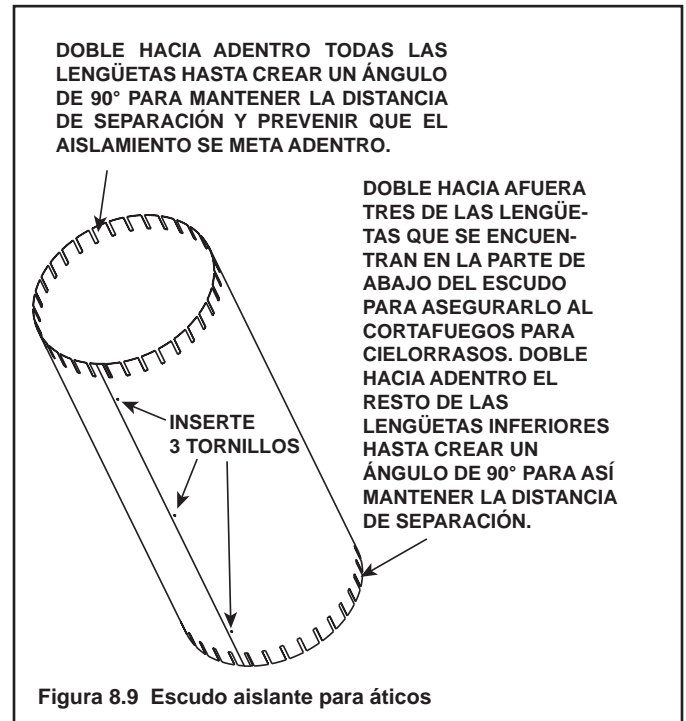 DOBLE HACIA ADENTRO TODAS LAS
LENGÜETAS HASTA CREAR UN ÁNGULO
DE 90° PARA MANTENER LA DISTANCIA
DE SEPARACIÓN Y PREVENIR QUE EL
AISLAMIENTO SE META ADENTRO.
DOBLE HACIA AFUERA
TRES DE LAS LENGÜE-
TAS QUE SE ENCUEN-
TRAN EN LA PARTE DE
ABAJO DEL ESCUDO
PARA ASEGURARLO AL
CORTAFUEGOS PARA
CIELORRASOS. DOBLE
HACIA ADENTRO EL
RESTO DE LAS
LENGÜETAS INFERIORES
HASTA CREAR UN
ÁNGULO DE 90° PARA ASÍ
MANTENER LA DISTANCIA
DE SEPARACIÓN.
INSERTE
3 TORNILLOS
Figura 8.9 Escudo aislante para áticos